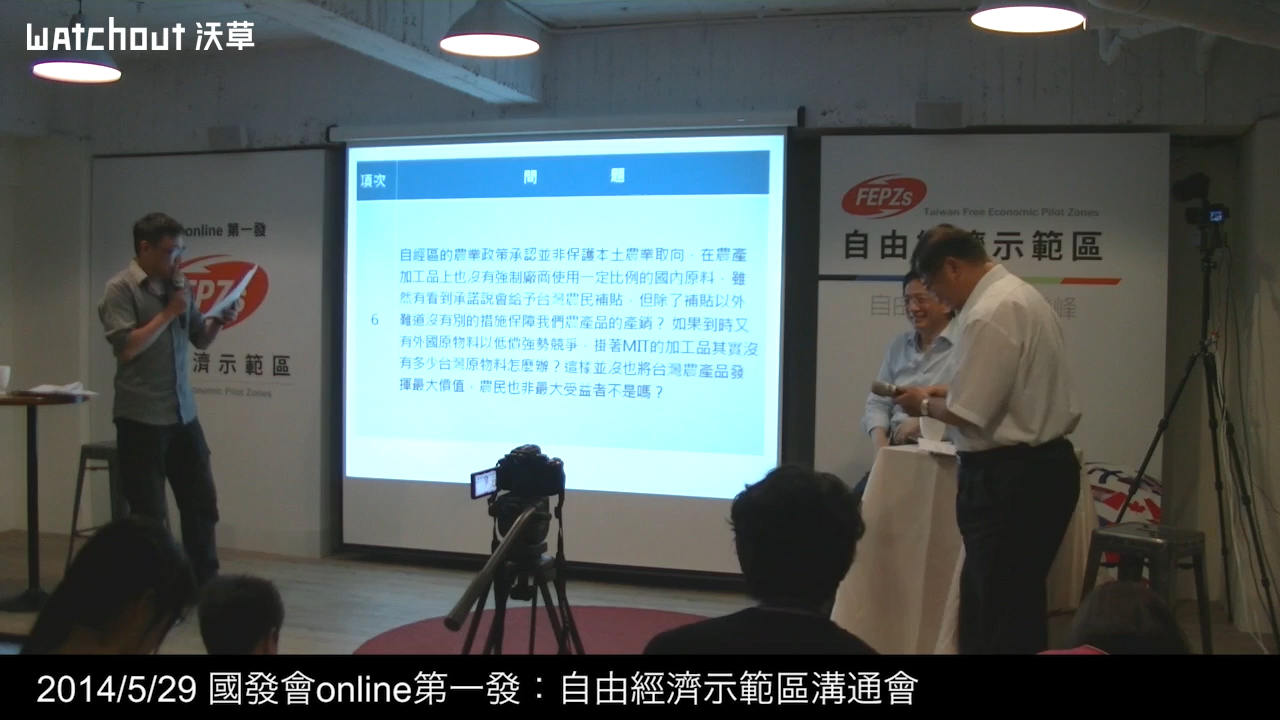 watchout 沃草
online 第一發
FEPZs
濟示範區
Economic Pilot Zones
項次 問 題
自經區的農業政策承認並非保護本土農業取向，在農產
加工品上也沒有強制廠商使用一定比例的國內原料，雖
然有看到承諾說會給予台灣農民補貼，但除了補貼以外
6 難道沒有別的措施保障我們農產品的產銷？如果到時又
有外國原物料以低價強勢競爭，掛著MIT的加工品其實沒
有多少台灣原物料怎麼辦？這樣並沒也將台灣農產品發
揮最大價值，農民也非最大受益者不是嗎？
FEPZs
Taiwan Free Economic Pilot Zones
自由 濟示範區
自由 峰
2014/5/29 國發會online第一發：自由經濟示範區溝通會